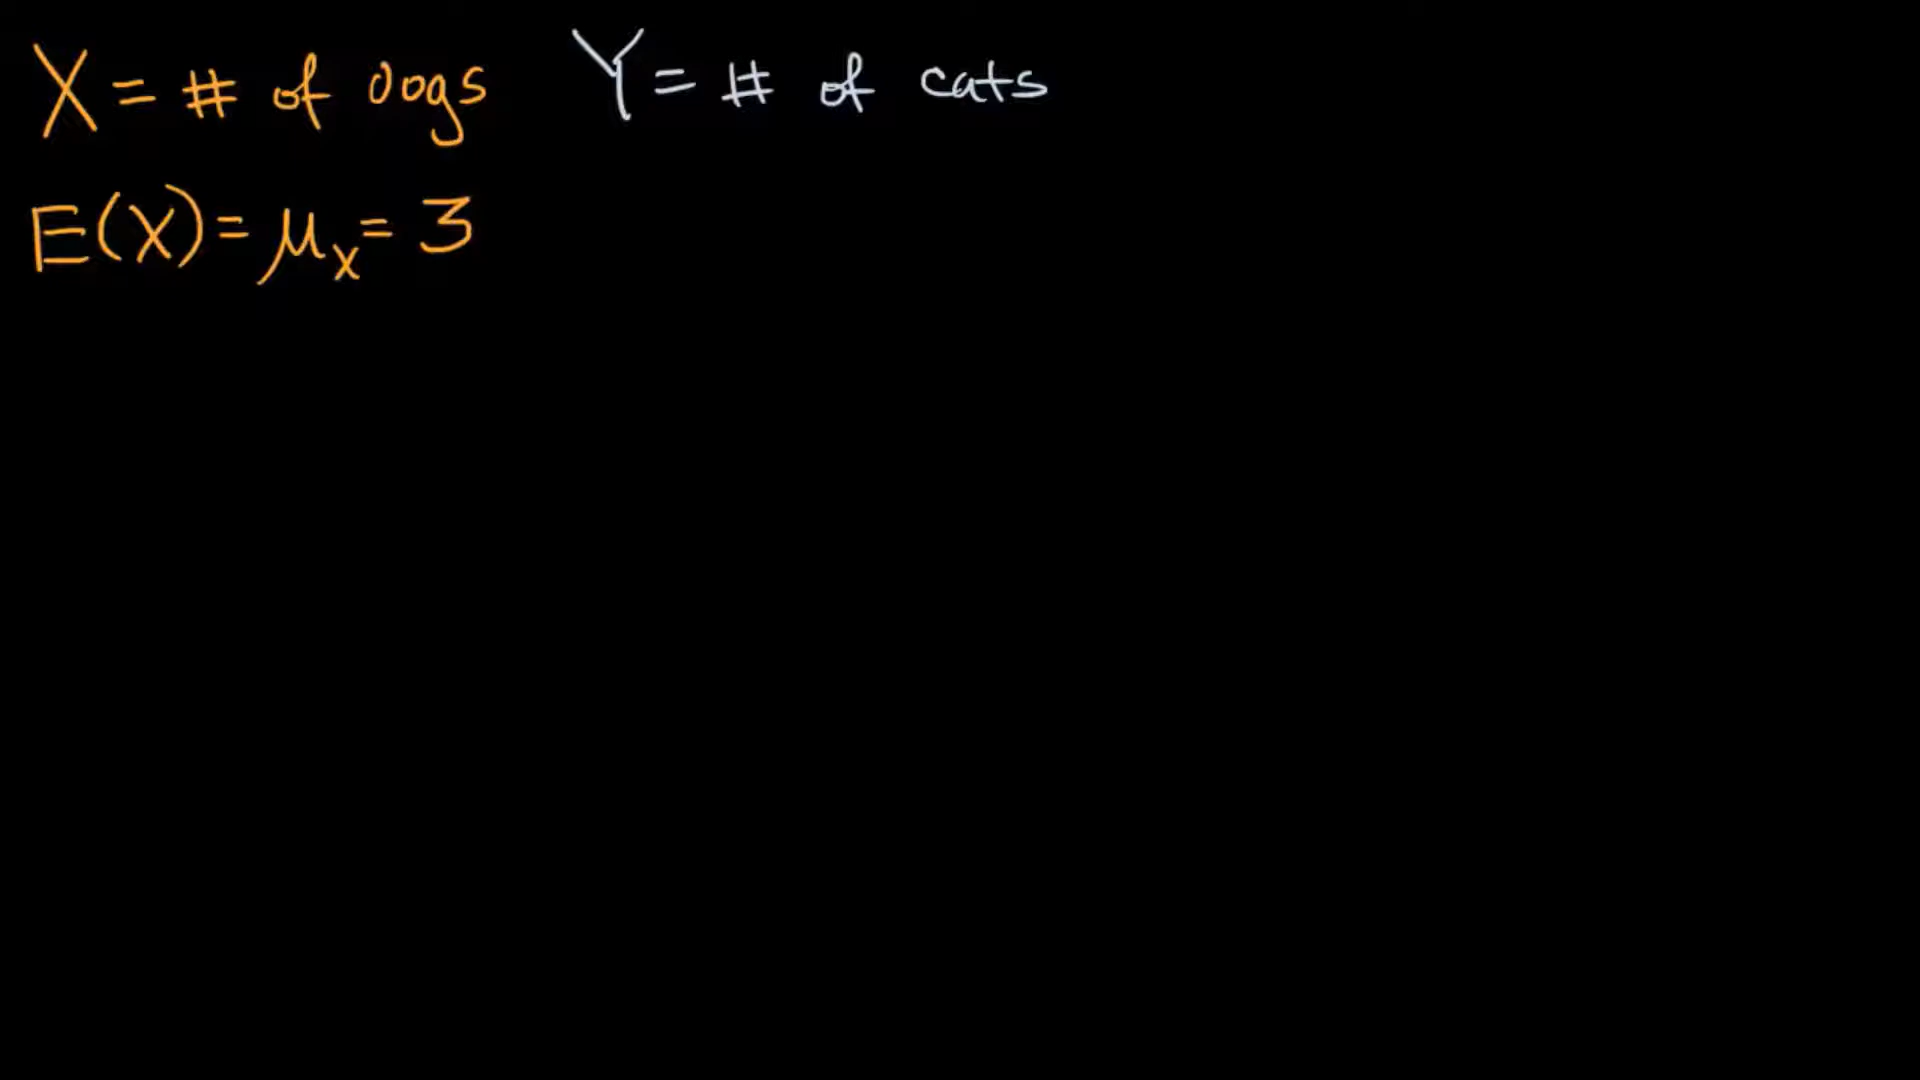 X = # of dogs Y = # of cats
E(X) = μₓ = 3